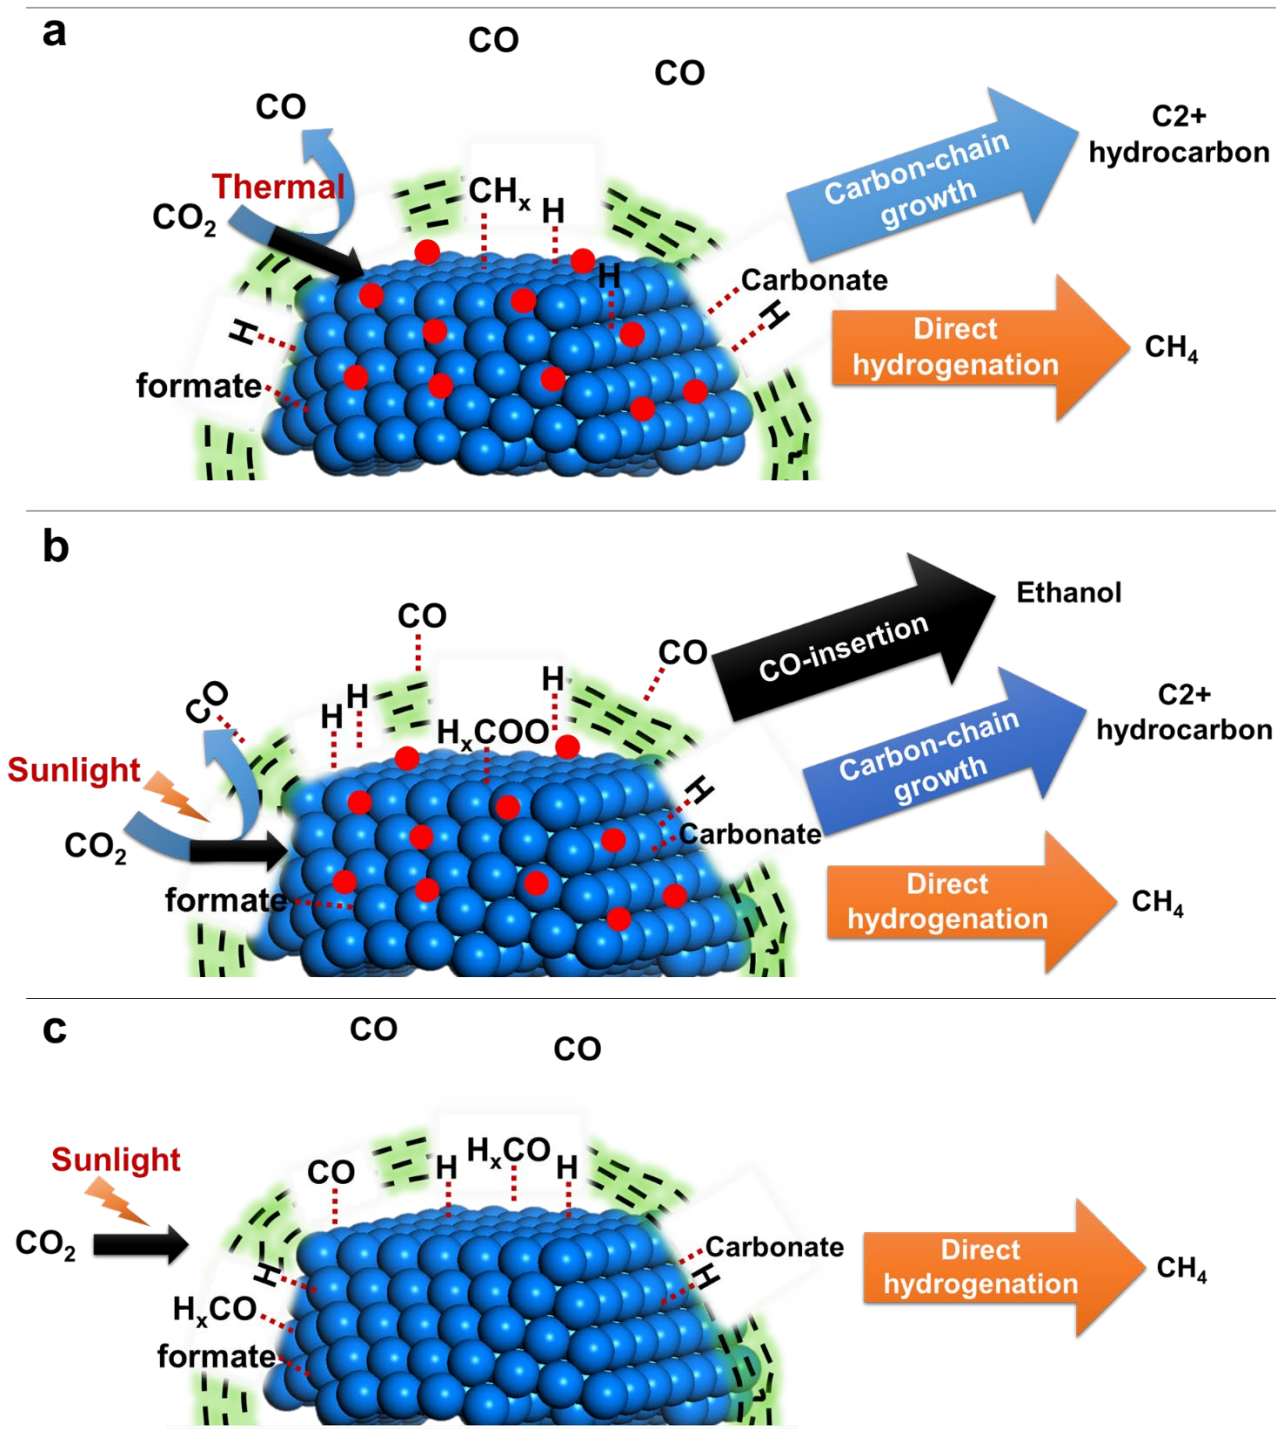 a
CO
CO
CO
Thermal
CO₂
CHₓ
H
H
Carbonate
H
H
formate
Carbon-chain
growth
C2+
hydrocarbon
Direct
hydrogenation
CH₄
b
CO
CO
CO
H
H
H
HₓCOO
Sunlight
CO₂
H
Carbonate
formate
CO-insertion
Ethanol
Carbon-chain
growth
C2+
hydrocarbon
Direct
hydrogenation
CH₄
c
CO
CO
Sunlight
CO₂
CO
H
HₓCO
H
Carbonate
H
H
HₓCO
formate
Direct
hydrogenation
CH₄